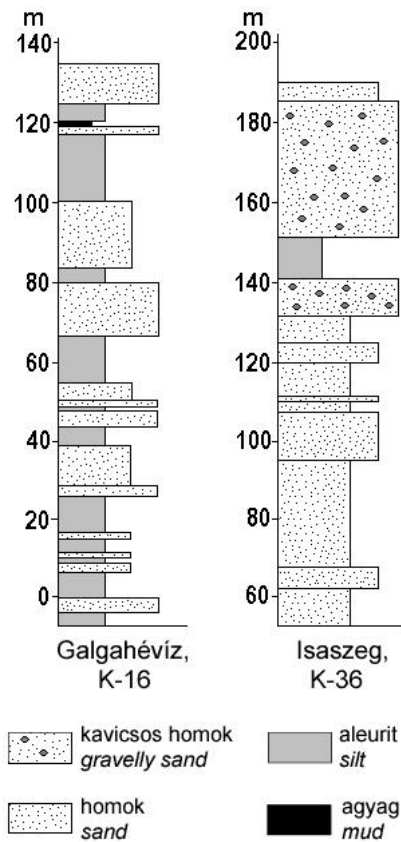 m
140
120
100
80
60
40
20
0
Galgahévíz,
K-16
m
200
180
160
140
120
100
80
60
Isaszeg,
K-36
kavicsos homok
gravelly sand
aleurit
silt
homok
sand
agyag
mud